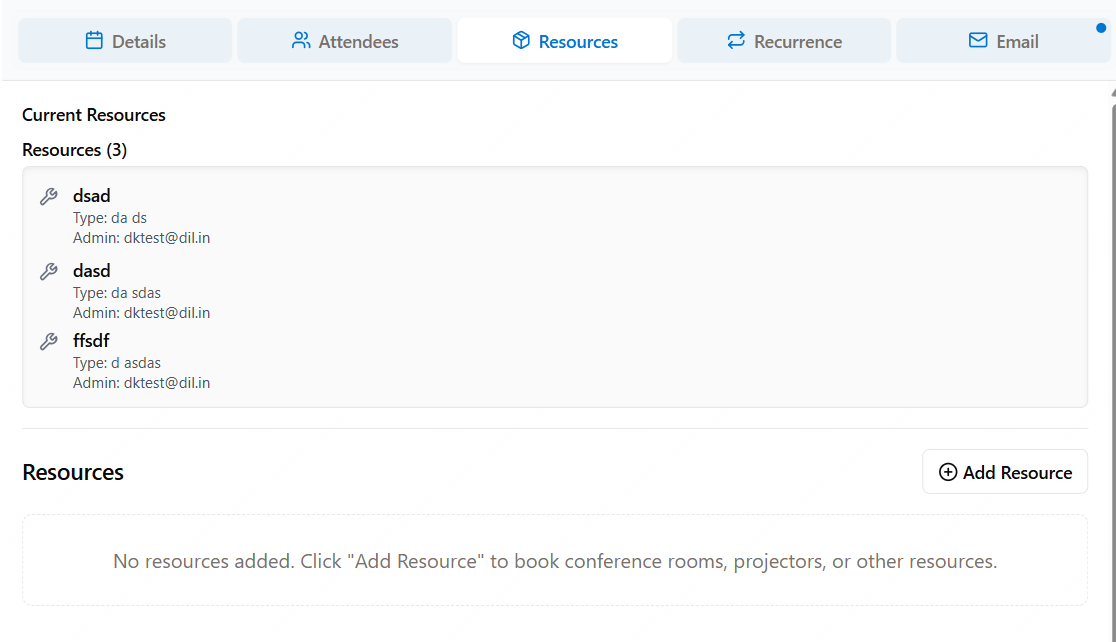 Details Attendees Resources Recurrence Email
Current Resources
Resources (3)
dsad
Type: da ds
Admin: dktest@dil.in
dasd
Type: da sdas
Admin: dktest@dil.in
ffsdf
Type: d asdas
Admin: dktest@dil.in
Resources Add Resource
No resources added. Click "Add Resource" to book conference rooms, projectors, or other resources.